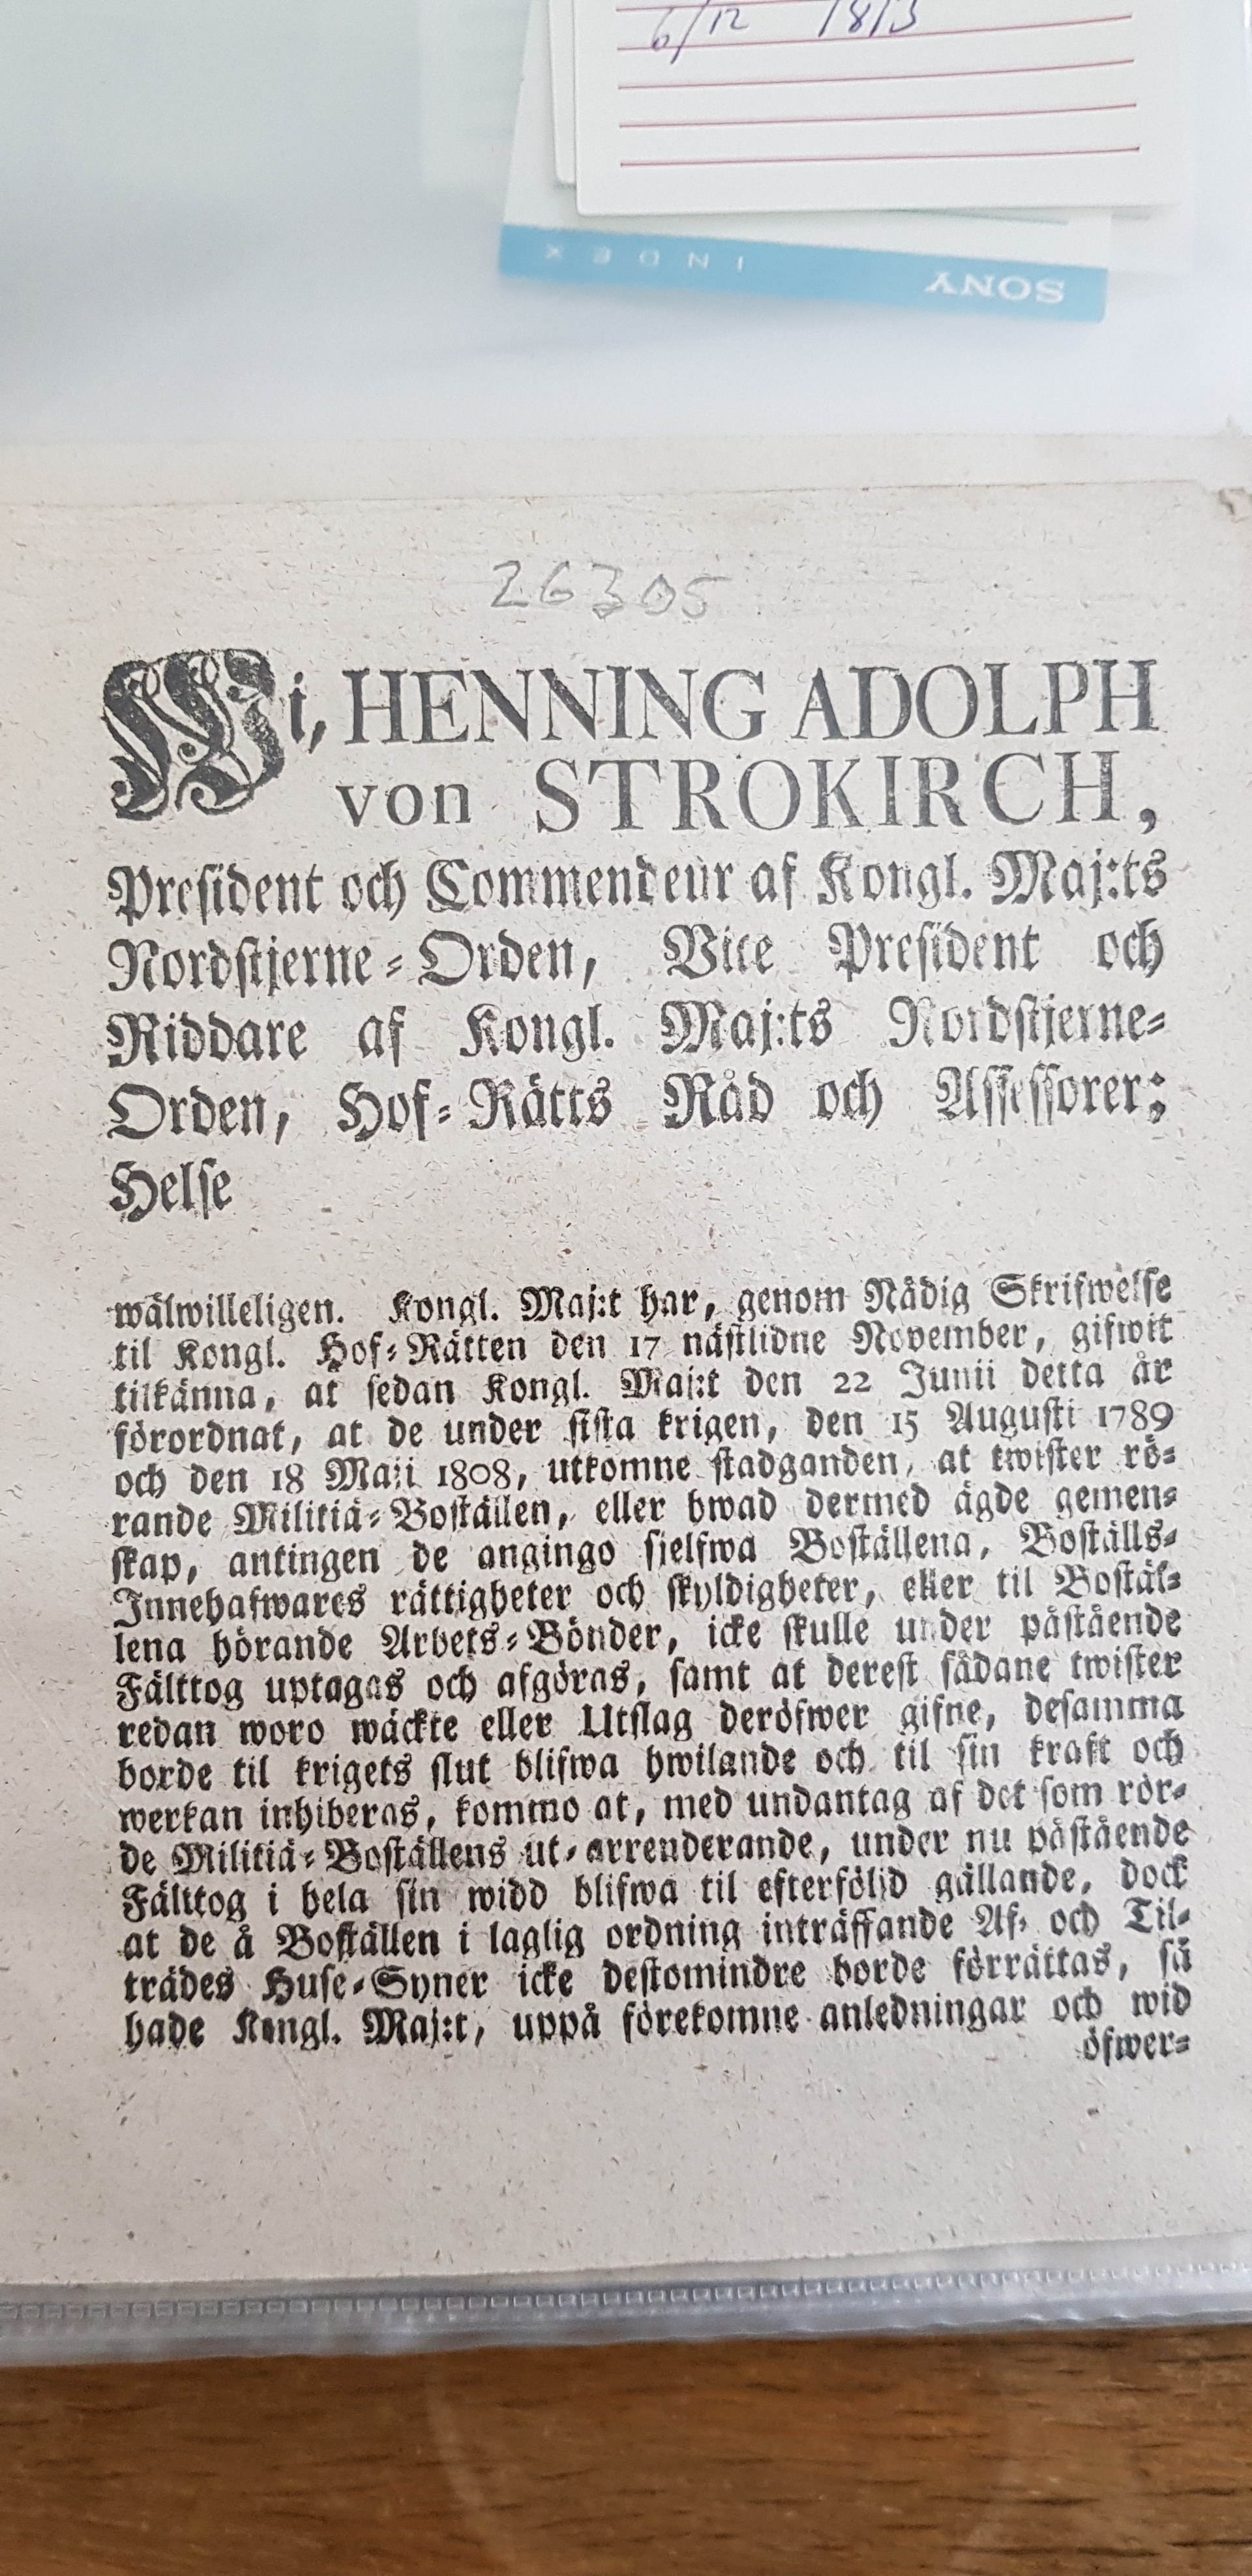 6/12 1813
INDEX
SONY
26305
Wi, HENNING ADOLPH
von STROKIRCH,
President och Commendeur af Kongl. Maj:ts
Nordstjerne-Orden, Vice President och
Riddare af Kongl. Maj:ts Nordstjerne-
Orden, Hof-Rätts Råd och Assessorer;
Helse
wälwilleligen. Kongl. Maj:t har, genom Nådig Skrifwelse
til Kongl. Hof-Rätten den 17 nästlidne November, gifwit
tilkänna, at sedan Kongl. Maj:t den 22 Junii detta år
förordnat, at de under sista krigen, den 15 Augusti 1789
och den 18 Maji 1808, utkomne stadganden, at twister rö-
rande Militiä-Boställen, eller hwad dermed ägde gemen-
skap, antingen de angingo sjelfwa Boställena, Boställs-
Innehafwares rättigheter och skyldigheter, eller til Bostäl-
lena hörande Arbets-Bönder, icke skulle under påstående
Fälttog uptagas och afgöras, samt at derest sådane twister
redan woro wäckte eller Utslag deröfwer gifne, desamma
borde til krigets slut blifwa hwilande och til sin kraft och
werkan inhiberas, kommo at, med undantag af det som rör-
de Militiä-Boställens ut-arrenderande, under nu påstående
Fälttog i hela sin widd blifwa til efterföljd gällande, dock
at de å Boställen i laglig ordning inträffande Af- och Til-
trädes Huse-Syner icke destomindre borde förrättas, så
hade Kongl. Maj:t, uppå förekomne anledningar och wid
öfwer-